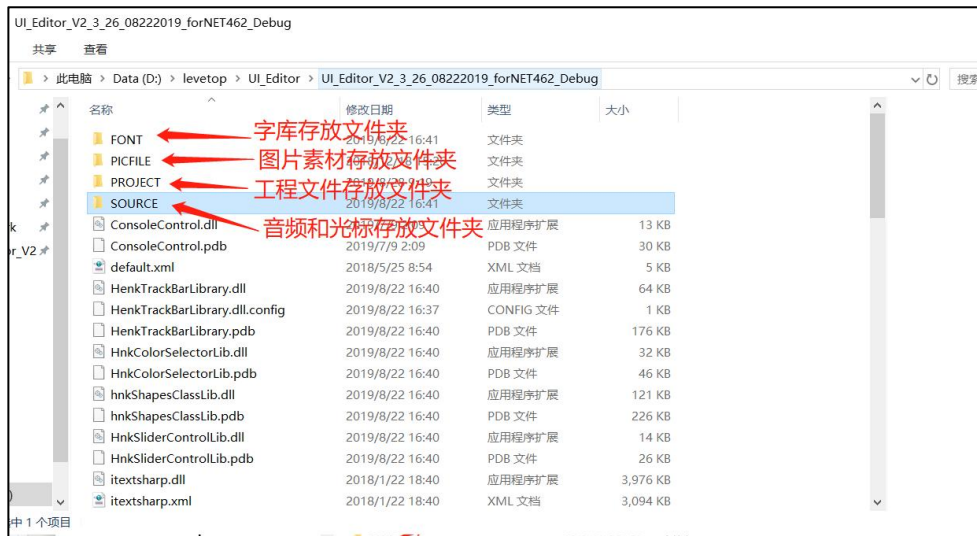 UI_Editor_V2_3_26_08222019_forNET462_Debug
共享 查看
此电脑 > Data (D:) > levetop > UI_Editor > UI_Editor_V2_3_26_08222019_forNET462_Debug 搜索
名称 修改日期 类型 大小
字库存放文件夹
FONT 2019/8/22 16:41 文件夹
图片素材存放文件夹
PICFILE 文件夹
工程文件存放文件夹
PROJECT 文件夹
SOURCE 2019/8/22 16:41 文件夹
音频和光标存放文件夹
ConsoleControl.dll 应用程序扩展 13 KB
ConsoleControl.pdb 2019/7/9 2:09 PDB 文件 30 KB
default.xml 2018/5/25 8:54 XML 文档 5 KB
HenkTrackBarLibrary.dll 2019/8/22 16:40 应用程序扩展 64 KB
HenkTrackBarLibrary.dll.config 2019/8/22 16:37 CONFIG 文件 1 KB
HenkTrackBarLibrary.pdb 2019/8/22 16:40 PDB 文件 176 KB
HnkColorSelectorLib.dll 2019/8/22 16:40 应用程序扩展 32 KB
HnkColorSelectorLib.pdb 2019/8/22 16:40 PDB 文件 46 KB
hnkShapesClassLib.dll 2019/8/22 16:40 应用程序扩展 121 KB
hnkShapesClassLib.pdb 2019/8/22 16:40 PDB 文件 226 KB
HnkSliderControlLib.dll 2019/8/22 16:40 应用程序扩展 14 KB
HnkSliderControlLib.pdb 2019/8/22 16:40 PDB 文件 26 KB
itextsharp.dll 2018/1/22 18:40 应用程序扩展 3,976 KB
itextsharp.xml 2018/1/22 18:40 XML 文档 3,094 KB
中 1 个项目